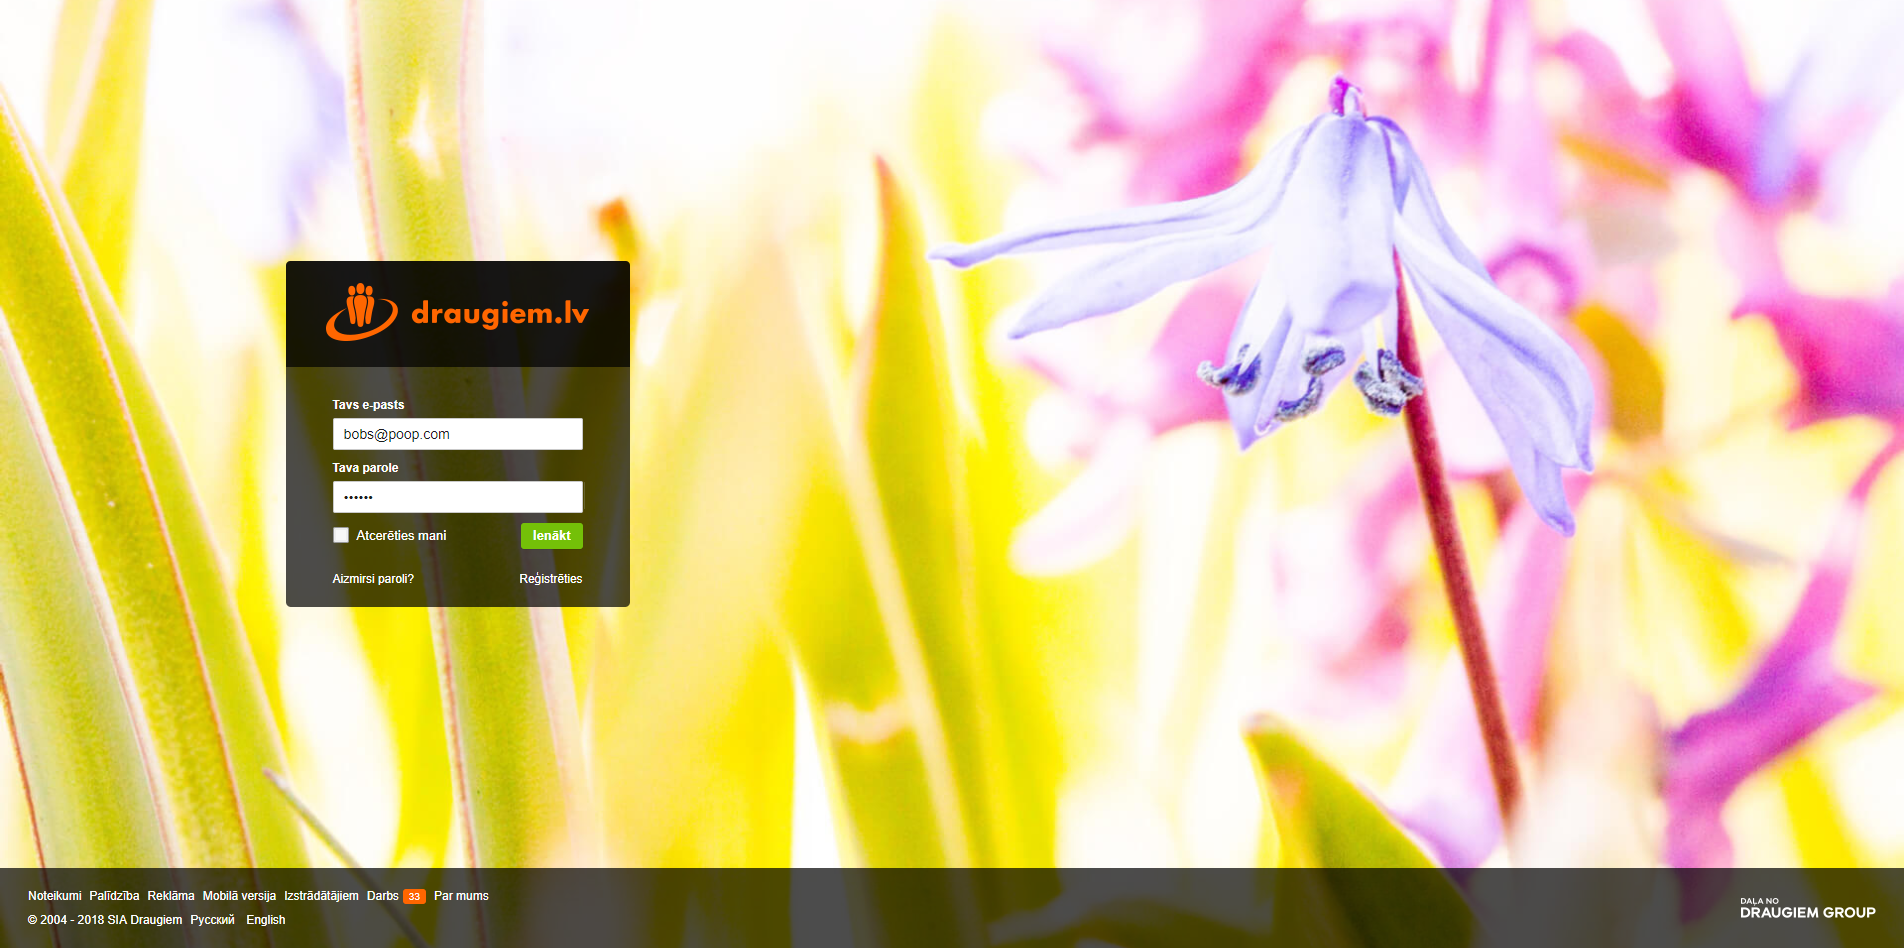 draugiem.lv
Tavs e-pasts
bobs@poop.com
Tava parole
••••••
Atcerēties mani
Ienākt
Aizmirsi paroli?
Reģistrēties
Noteikumi Palīdzība Reklāma Mobilā versija Izstrādātājiem Darbs 33 Par mums
© 2004 - 2018 SIA Draugiem Русский English
DAĻA NO
DRAUGIEM GROUP